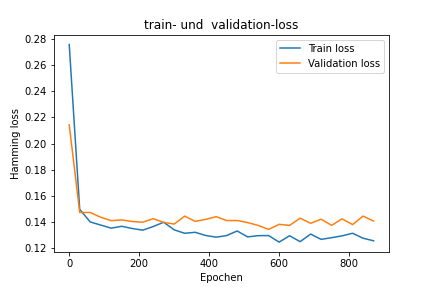 train- und  validation-loss
Train loss
Validation loss
0.28
0.26
0.24
0.22
0.20
0.18
0.16
0.14
0.12
Hamming loss
0
200
400
600
800
Epochen